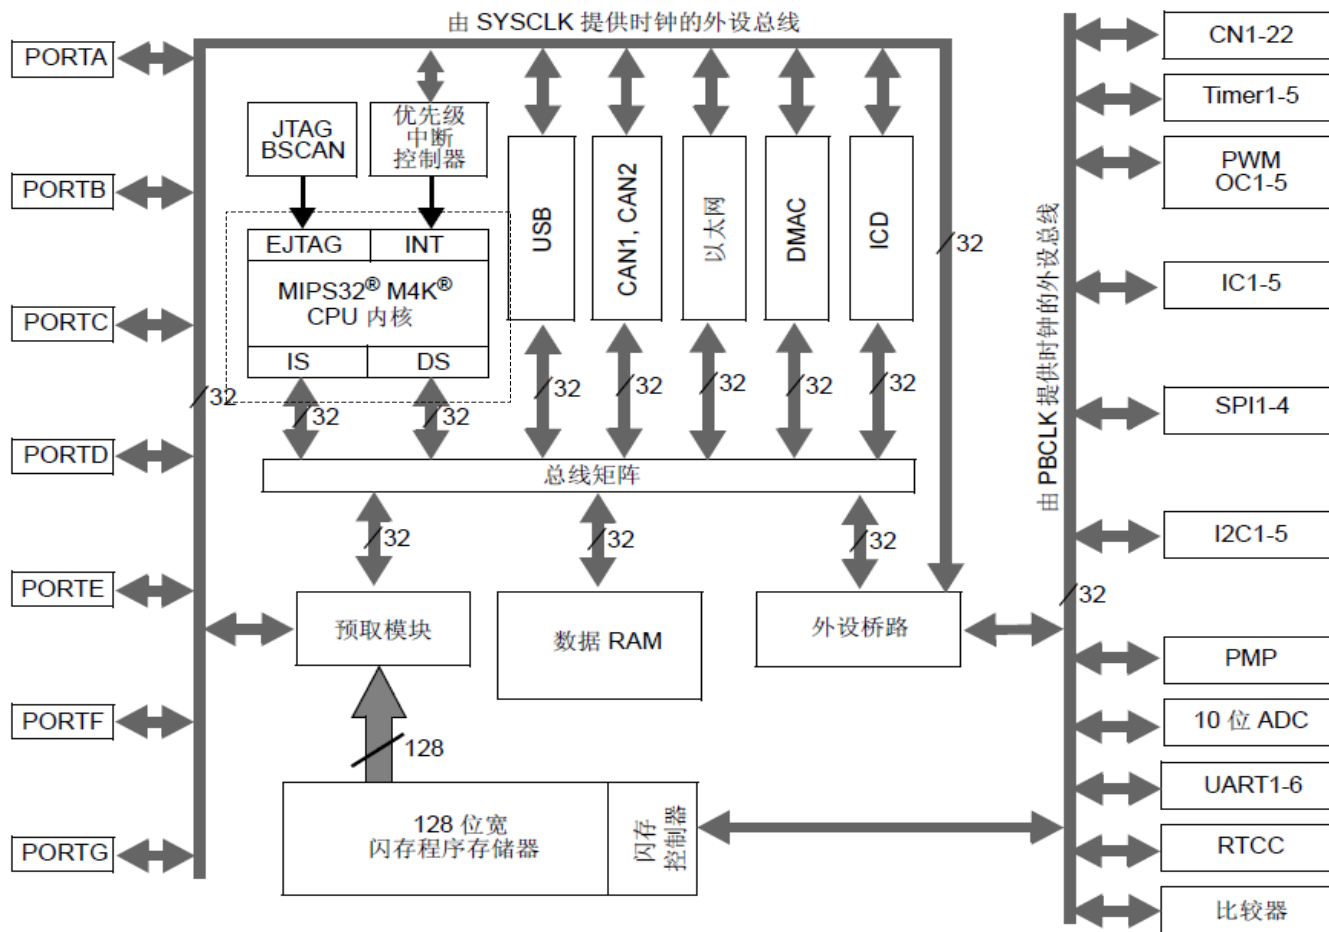 由 SYSCLK 提供时钟的外设总线
PORTA
PORTB
PORTC
PORTD
PORTE
PORTF
PORTG
32
JTAG
BSCAN
优先级
中断
控制器
EJTAG
INT
MIPS32® M4K®
CPU 内核
IS
DS
32
32
USB
CAN1, CAN2
以太网
DMAC
ICD
32
32
32
32
32
32
总线矩阵
32
32
32
预取模块
数据 RAM
外设桥路
128
128 位宽
闪存程序存储器
闪存
控制器
由 PBCLK 提供时钟的外设总线
32
CN1-22
Timer1-5
PWM
OC1-5
IC1-5
SPI1-4
I2C1-5
PMP
10 位 ADC
UART1-6
RTCC
比较器